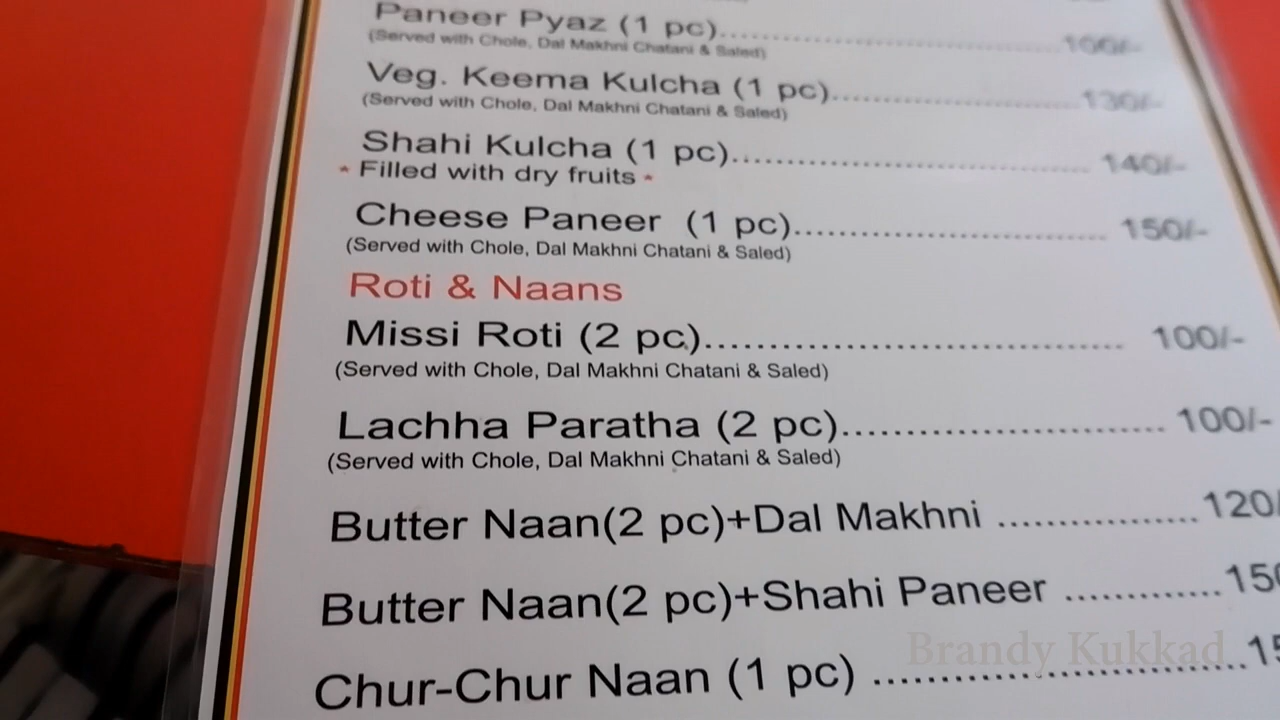 Paneer Pyaz (1 pc)..............................100/-
(Served with Chole, Dal Makhni Chatani & Saled)
Veg. Keema Kulcha (1 pc)..............................130/-
(Served with Chole, Dal Makhni Chatani & Saled)
Shahi Kulcha (1 pc)..............................140/-
* Filled with dry fruits *
Cheese Paneer (1 pc)..............................150/-
(Served with Chole, Dal Makhni Chatani & Saled)
Roti & Naans
Missi Roti (2 pc)..............................100/-
(Served with Chole, Dal Makhni Chatani & Saled)
Lachha Paratha (2 pc)..............................100/-
(Served with Chole, Dal Makhni Chatani & Saled)
Butter Naan(2 pc)+Dal Makhni ..................120/
Butter Naan(2 pc)+Shahi Paneer ..............150
Chur-Chur Naan (1 pc) ..............................15
Brandy Kukkad